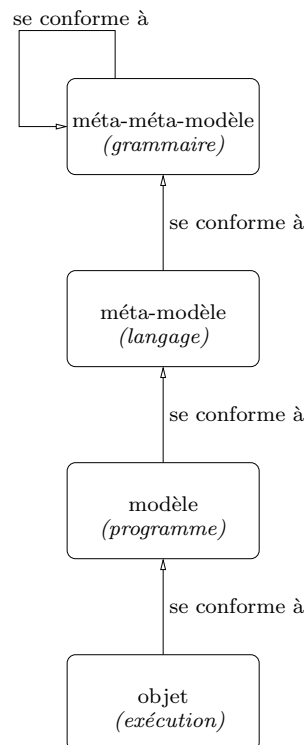 se conforme à
méta-méta-modèle
(grammaire)
se conforme à
méta-modèle
(langage)
se conforme à
modèle
(programme)
se conforme à
objet
(exécution)